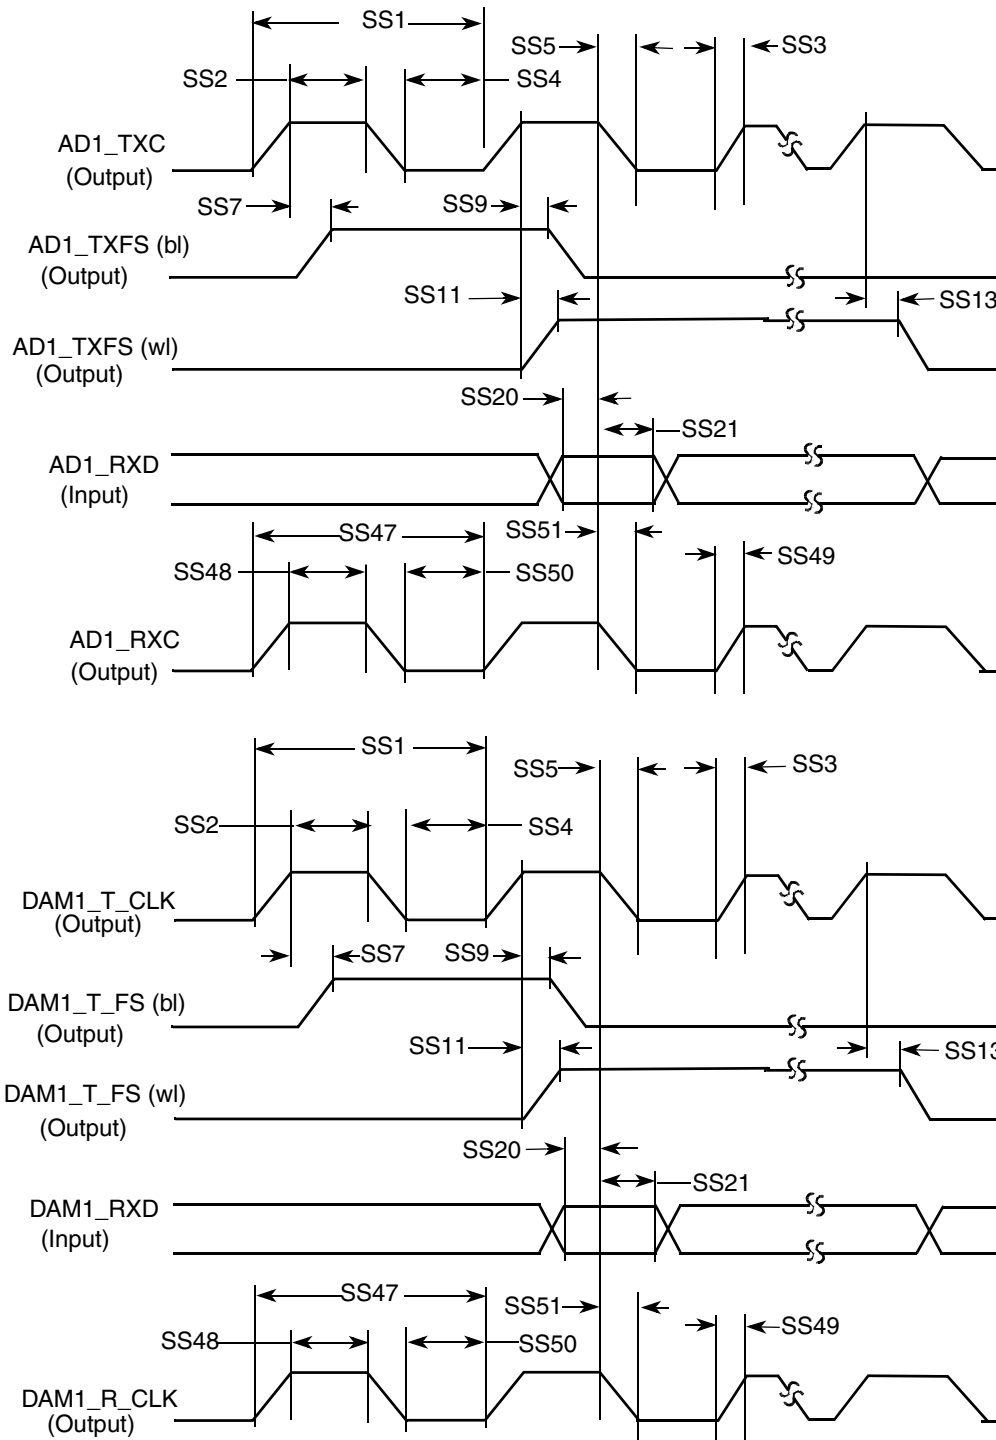 SS1
SS5
SS3
SS2
SS4
AD1_TXC
(Output)
SS7
SS9
AD1_TXFS (bl)
(Output)
SS11
SS13
AD1_TXFS (wl)
(Output)
SS20
SS21
AD1_RXD
(Input)
SS47
SS51
SS49
SS48
SS50
AD1_RXC
(Output)
SS1
SS5
SS3
SS2
SS4
DAM1_T_CLK
(Output)
SS7
SS9
DAM1_T_FS (bl)
(Output)
SS11
SS13
DAM1_T_FS (wl)
(Output)
SS20
SS21
DAM1_RXD
(Input)
SS47
SS51
SS49
SS48
SS50
DAM1_R_CLK
(Output)